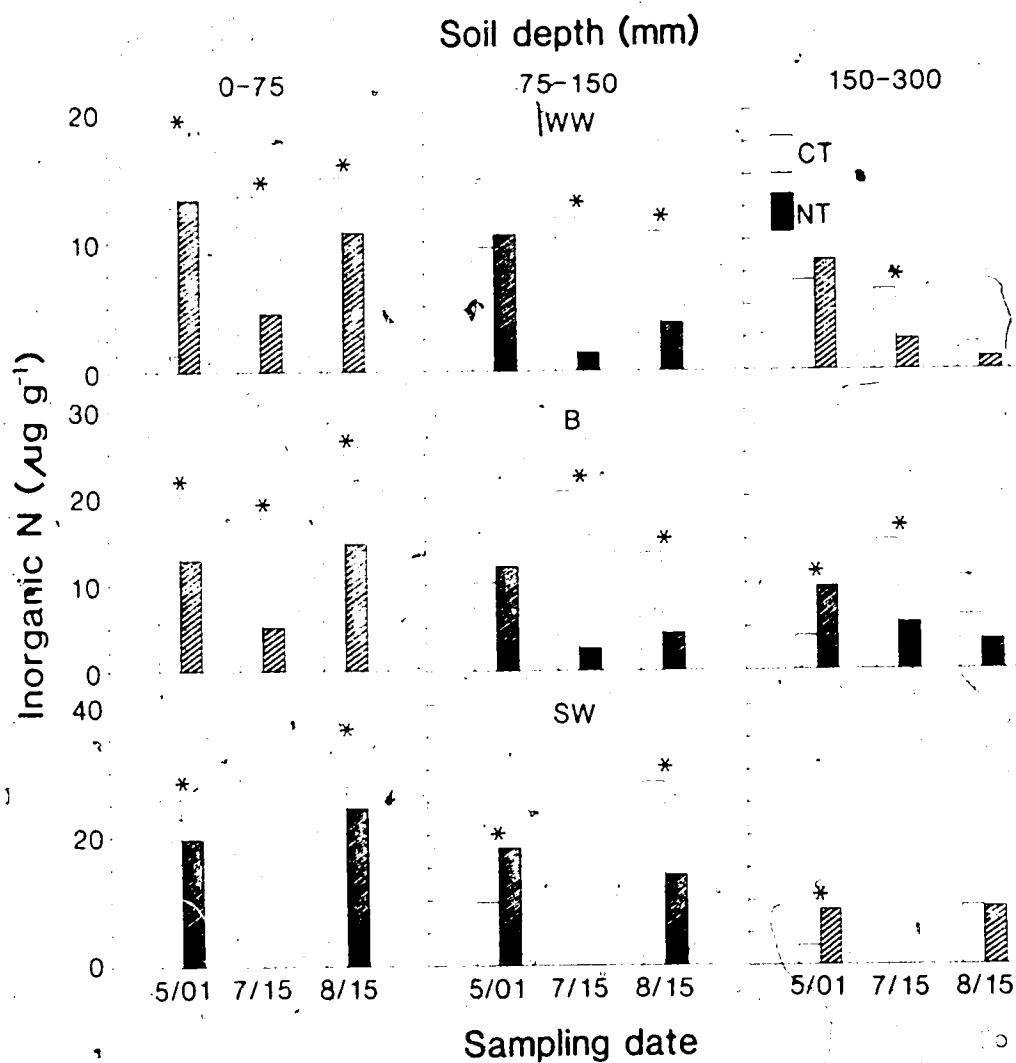 Soil depth (mm)
0-75 75-150 150-300
WW
CT
NT
B
SW
Inorganic N (µg g⁻¹)
20
10
0
30
20
10
0
40
20
0
* * * * * *
* * * * * * *
* * * * *
5/01 7/15 8/15 5/01 7/15 8/15 5/01 7/15 8/15
Sampling date